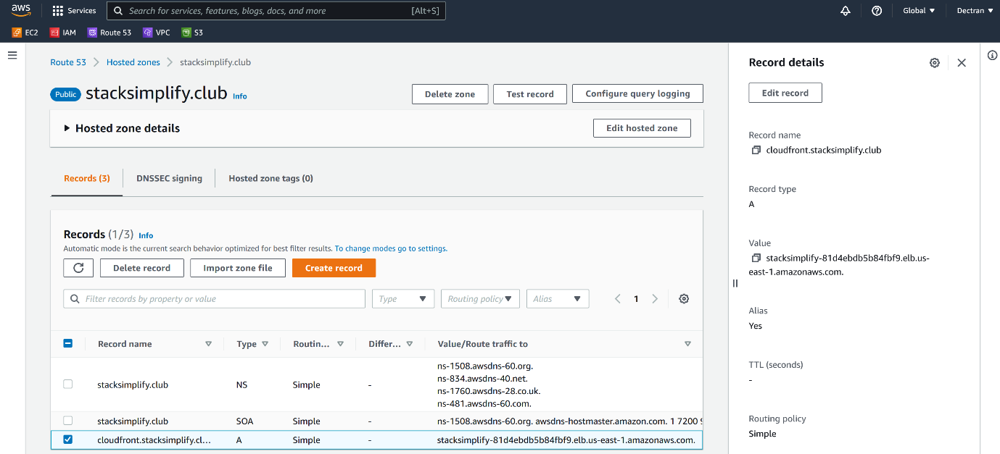 aws
Services
Search for services, features, blogs, docs, and more [Alt+S]
Global
Dectran
EC2 IAM Route 53 VPC S3
Route 53 Hosted zones stacksimplify.club
Public stacksimplify.club Info
Delete zone Test record Configure query logging
Hosted zone details
Edit hosted zone
Records (3) DNSSEC signing Hosted zone tags (0)
Records (1/3) Info
Automatic mode is the current search behavior optimized for best filter results. To change modes go to settings.
Delete record Import zone file Create record
Filter records by property or value Type Routing policy Alias 1
Record name Type Routin... Differ... Value/Route traffic to
ns-1508.awsdns-60.org.
ns-834.awsdns-40.net.
stacksimplify.club NS Simple -
ns-1760.awsdns-28.co.uk.
ns-481.awsdns-60.com.
stacksimplify.club SOA Simple - ns-1508.awsdns-60.org. awsdns-hostmaster.amazon.com. 1 7200
cloudfront.stacksimplify.cl... A Simple - stacksimplify-81d4ebdb5b84fbf9.elb.us-east-1.amazonaws.com.
Record details
Edit record
Record name
cloudfront.stacksimplify.club
Record type
A
Value
stacksimplify-81d4ebdb5b84fbf9.elb.us-
east-1.amazonaws.com.
Alias
Yes
TTL (seconds)
-
Routing policy
Simple